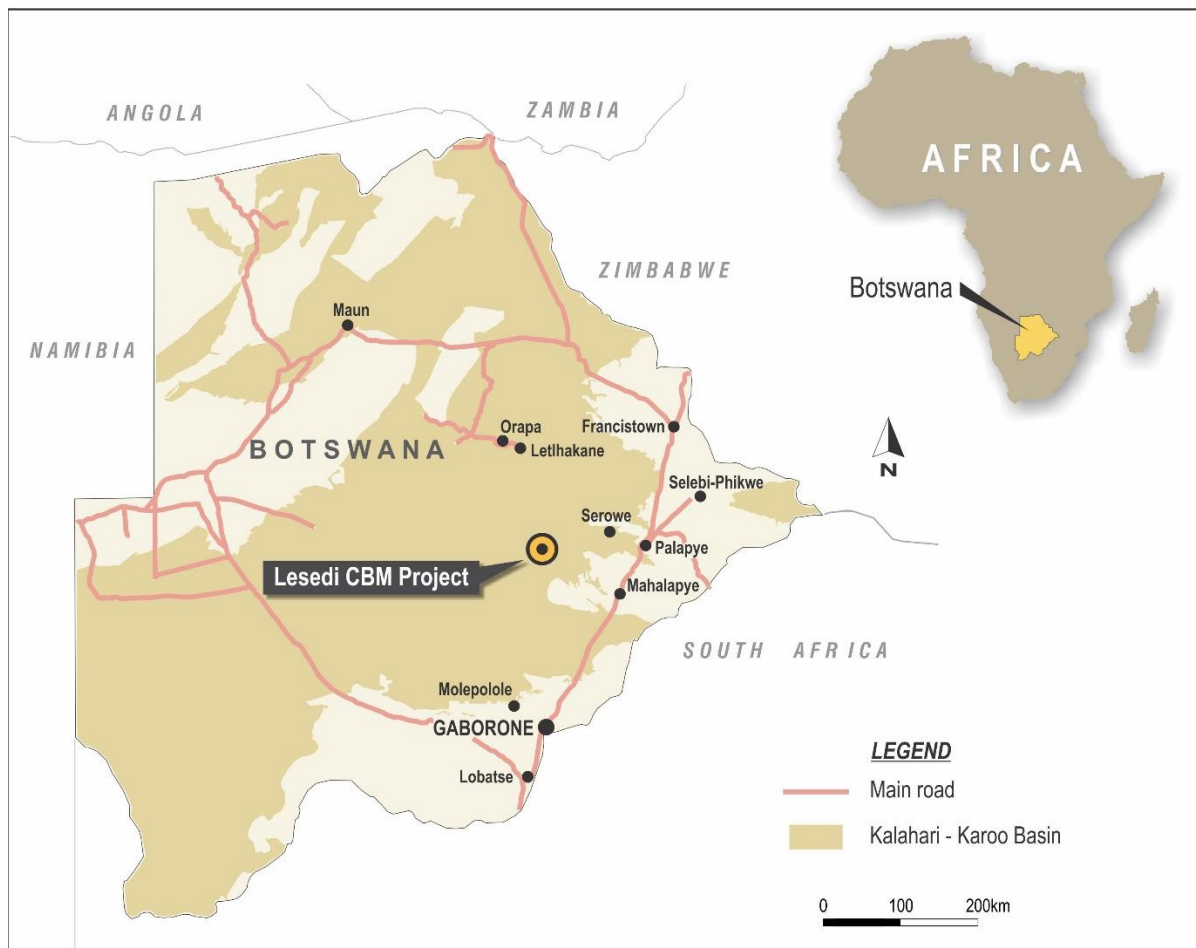 ANGOLA
ZAMBIA
AFRICA
ZIMBABWE
Botswana
Maun
NAMIBIA
Orapa
Francistown
BOTSWANA
Letlhakane
N
Selebi-Phikwe
Serowe
Palapye
Lesedi CBM Project
Mahalapye
SOUTH AFRICA
Molepolole
GABORONE
Lobatse
LEGEND
Main road
Kalahari - Karoo Basin
0 100 200km